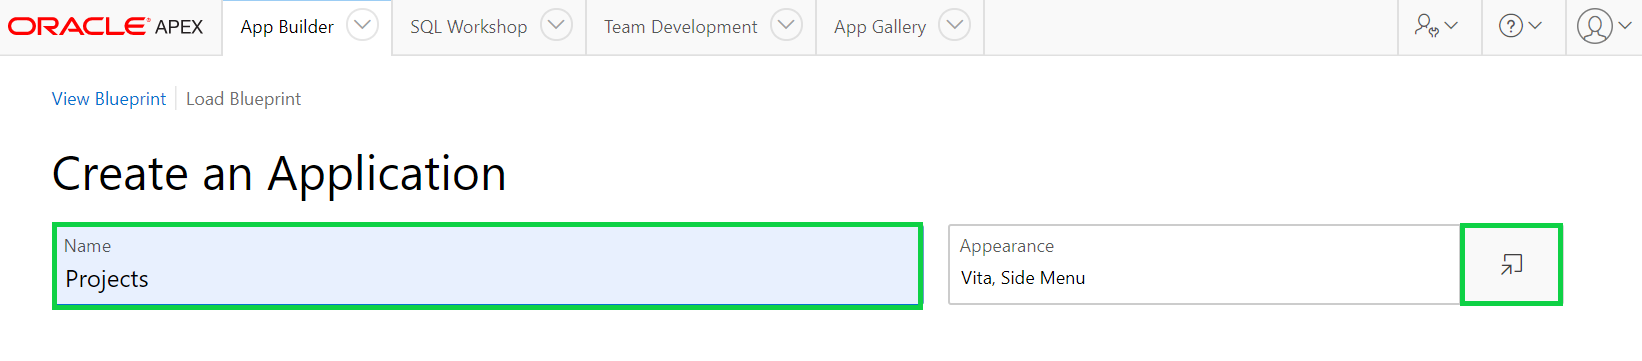 ORACLE APEX App Builder SQL Workshop Team Development App Gallery
View Blueprint Load Blueprint
Create an Application
Name
Projects
Appearance
Vita, Side Menu